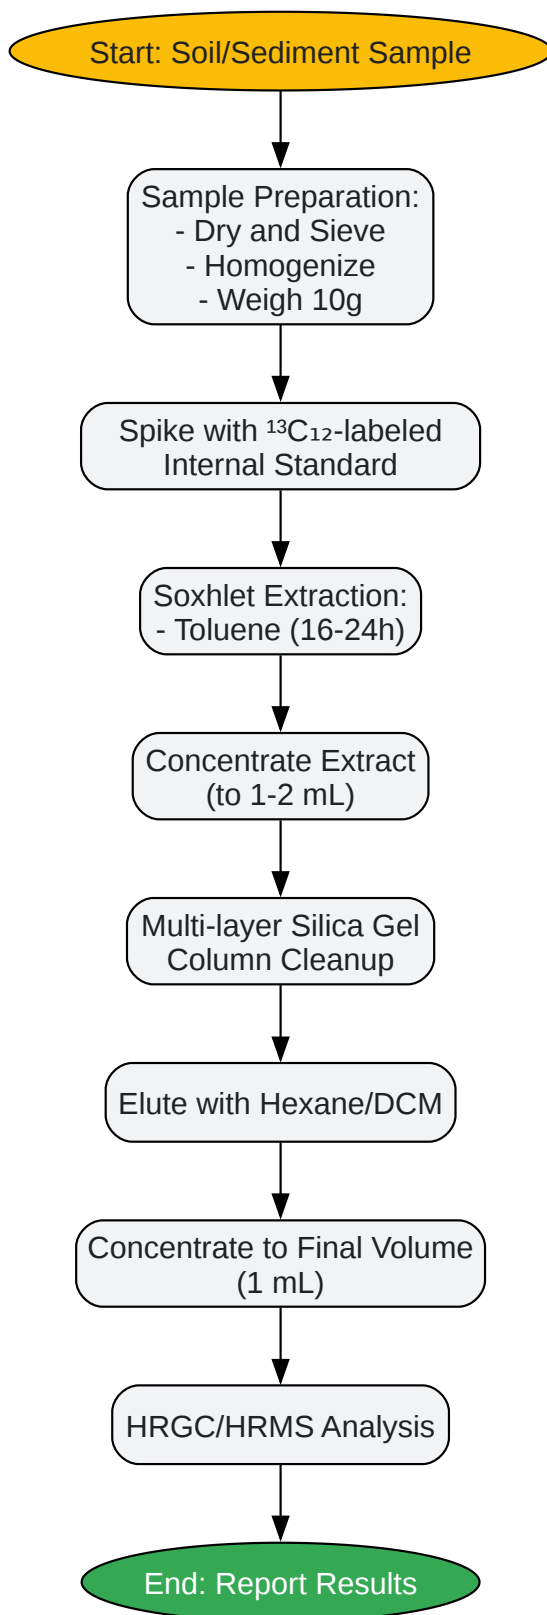 Start: Soil/Sediment Sample
Sample Preparation:
- Dry and Sieve
- Homogenize
- Weigh 10g
Spike with ¹³C₁₂-labeled
Internal Standard
Soxhlet Extraction:
- Toluene (16-24h)
Concentrate Extract
(to 1-2 mL)
Multi-layer Silica Gel
Column Cleanup
Elute with Hexane/DCM
Concentrate to Final Volume
(1 mL)
HRGC/HRMS Analysis
End: Report Results